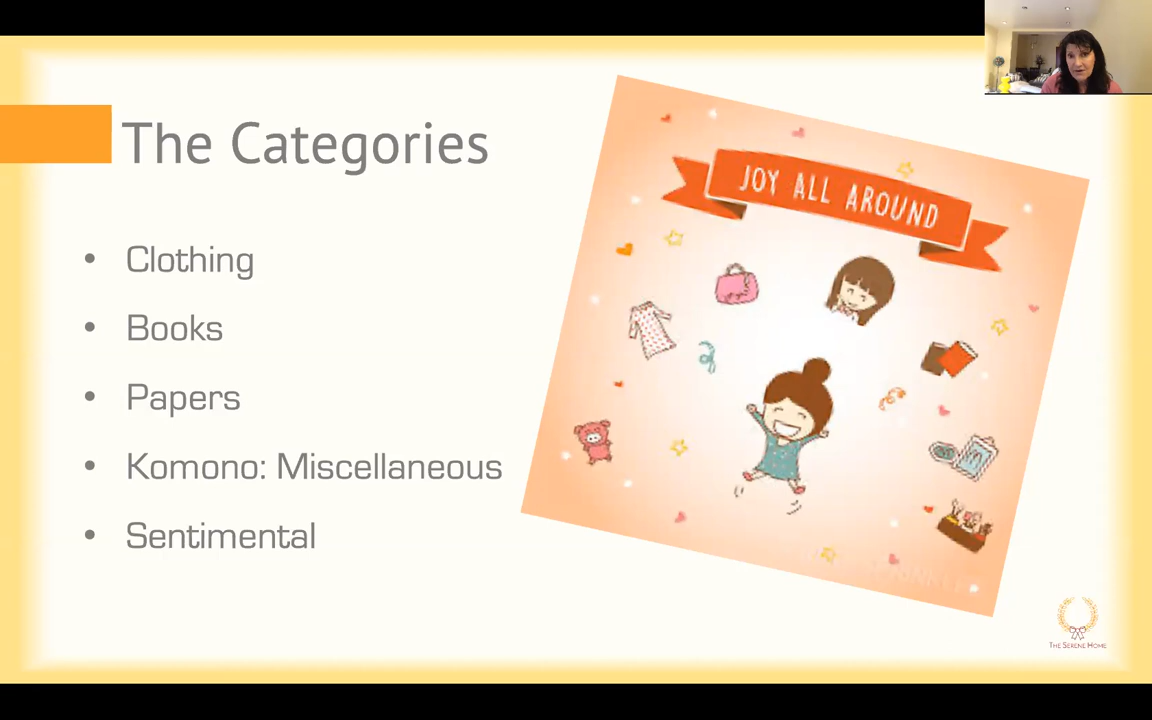 The Categories
JOY ALL AROUND
• Clothing
• Books
• Papers
• Komono: Miscellaneous
• Sentimental
THE SERENE HOME